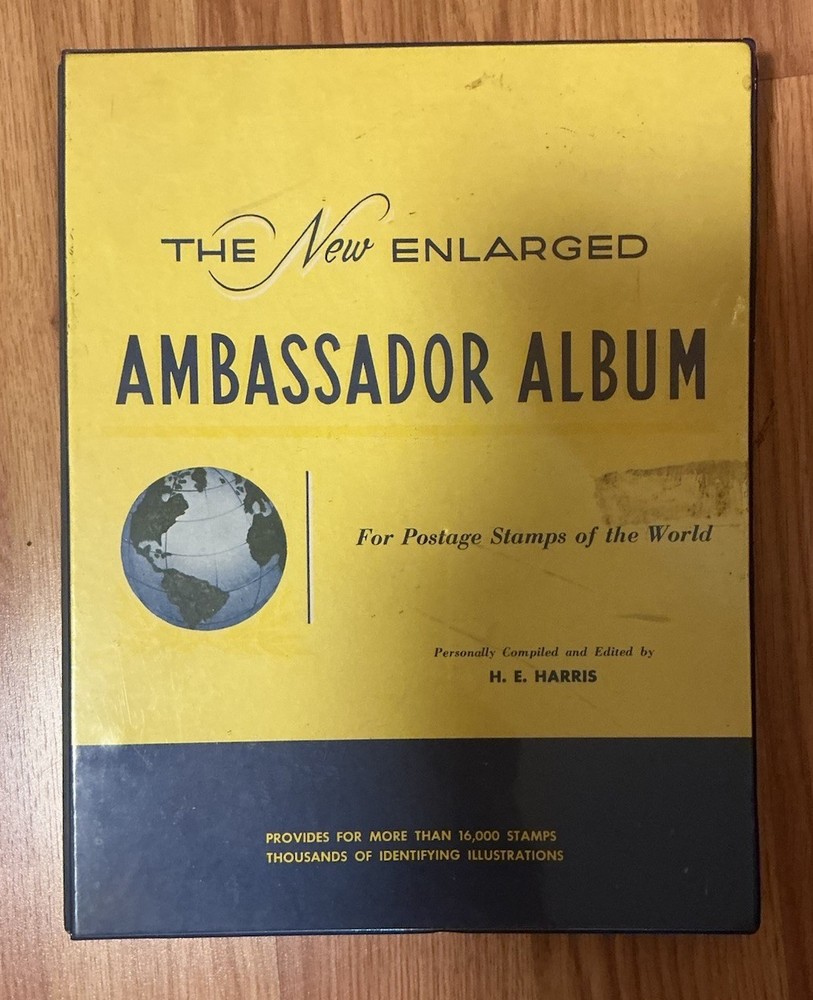 THE New ENLARGED
AMBASSADOR ALBUM
For Postage Stamps of the World
Personally Compiled and Edited by
H. E. HARRIS
PROVIDES FOR MORE THAN 16,000 STAMPS
THOUSANDS OF IDENTIFYING ILLUSTRATIONS